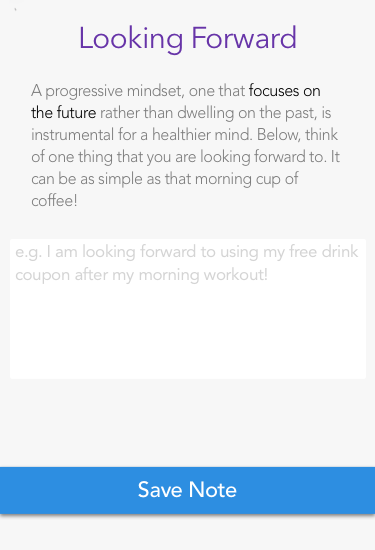 Looking Forward
A progressive mindset, one that focuses on
the future rather than dwelling on the past, is
instrumental for a healthier mind. Below, think
of one thing that you are looking forward to. It
can be as simple as that morning cup of
coffee!
e.g. I am looking forward to using my free drink
coupon after my morning workout!
Save Note